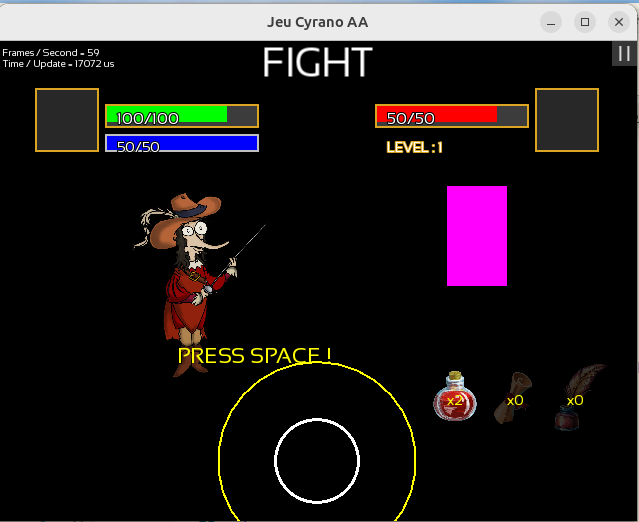 Jeu Cyrano AA
Frames / Second = 59
Time / Update = 17072 us
FIGHT
100/100
50/50
50/50
LEVEL : 1
PRESS SPACE !
x2
x0
x0